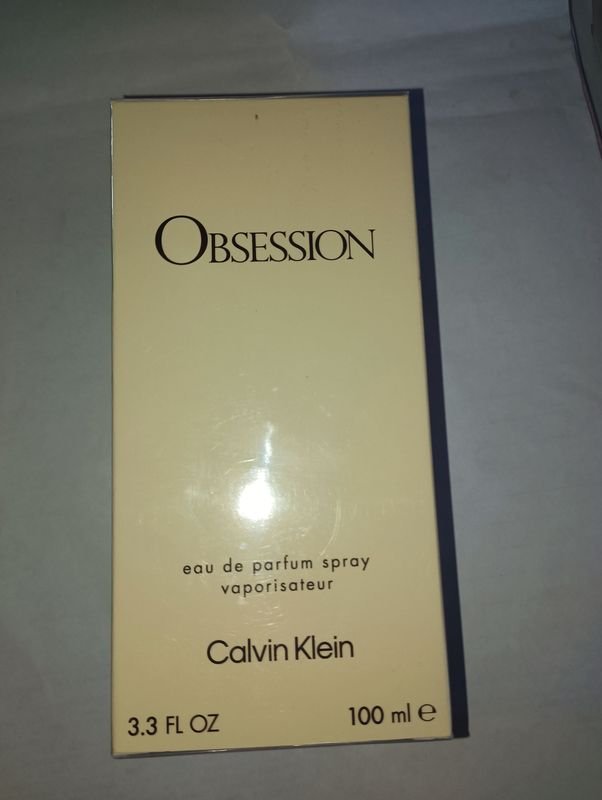 OBSESSION
eau de parfum spray
vaporisateur
Calvin Klein
3.3 FL OZ 100 ml ℮